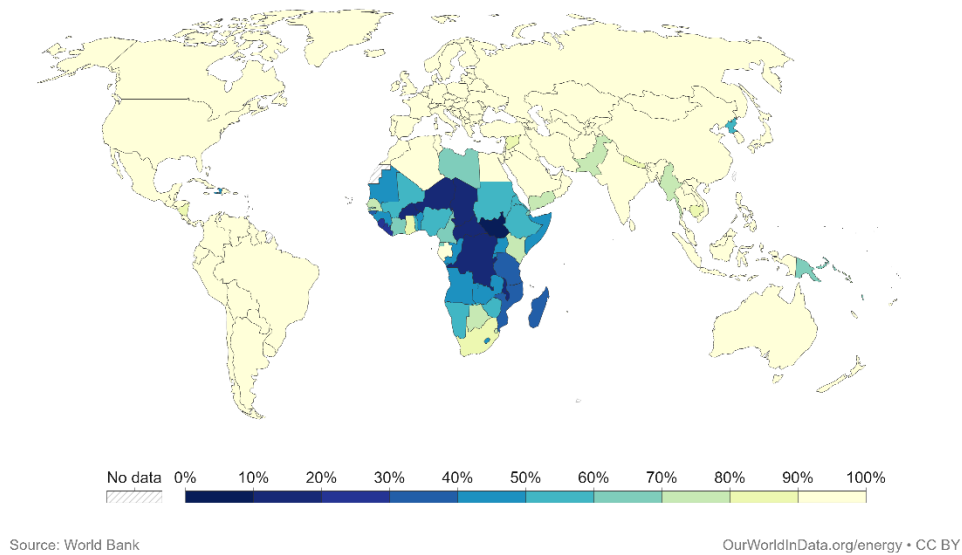 No data 0% 10% 20% 30% 40% 50% 60% 70% 80% 90% 100%
Source: World Bank OurWorldInData.org/energy • CC BY